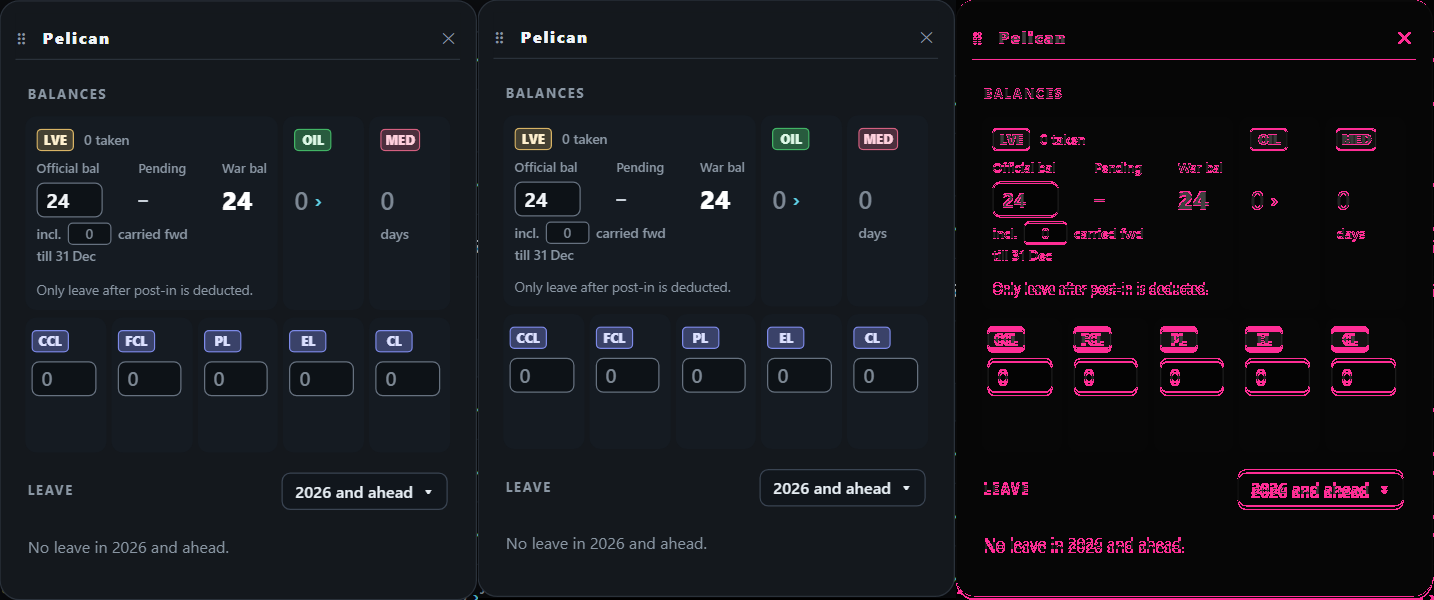 Pelican
BALANCES
LVE 0 taken OIL MED
Official bal Pending War bal
24 – 24 0 › 0
incl. 0 carried fwd days
till 31 Dec
Only leave after post-in is deducted.
CCL FCL PL EL CL
0 0 0 0 0
LEAVE 2026 and ahead
No leave in 2026 and ahead.
Pelican
BALANCES
LVE 0 taken OIL MED
Official bal Pending War bal
24 – 24 0 › 0
incl. 0 carried fwd days
till 31 Dec
Only leave after post-in is deducted.
CCL FCL PL EL CL
0 0 0 0 0
LEAVE 2026 and ahead
No leave in 2026 and ahead.
Pelican
BALANCES
LVE 0 taken OIL MED
Official bal Pending War bal
24 – 24 0 › 0
incl. 0 carried fwd days
till 31 Dec
Only leave after post-in is deducted.
CCL FCL PL EL CL
0 0 0 0 0
LEAVE 2026 and ahead
No leave in 2026 and ahead.